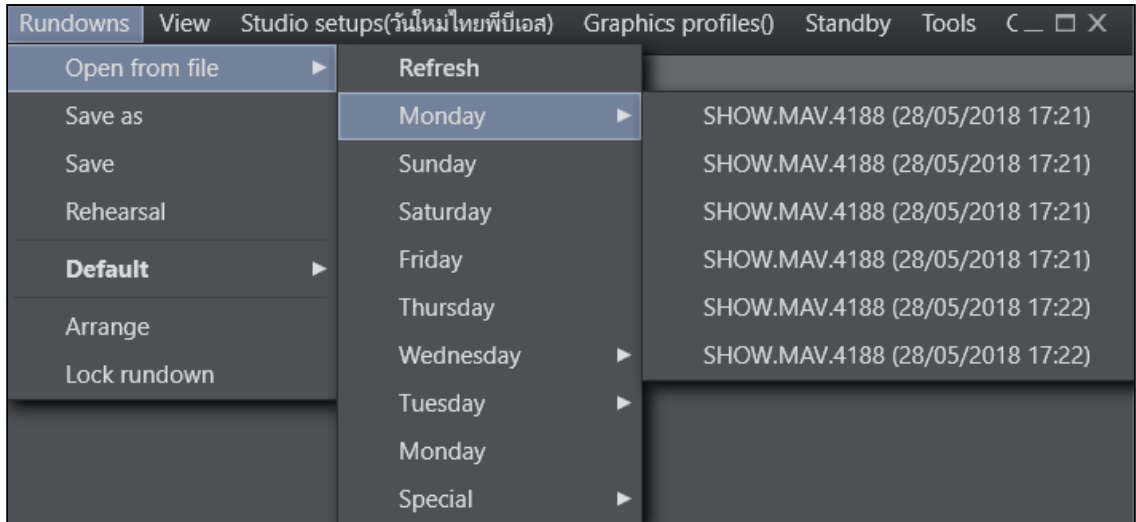 Rundowns View Studio setups(วันใหม่ไทยพีบีเอส) Graphics profiles() Standby Tools
Open from file
Save as
Save
Rehearsal
Default
Arrange
Lock rundown
Refresh
Monday
Sunday
Saturday
Friday
Thursday
Wednesday
Tuesday
Monday
Special
SHOW.MAV.4188 (28/05/2018 17:21)
SHOW.MAV.4188 (28/05/2018 17:21)
SHOW.MAV.4188 (28/05/2018 17:21)
SHOW.MAV.4188 (28/05/2018 17:21)
SHOW.MAV.4188 (28/05/2018 17:22)
SHOW.MAV.4188 (28/05/2018 17:22)